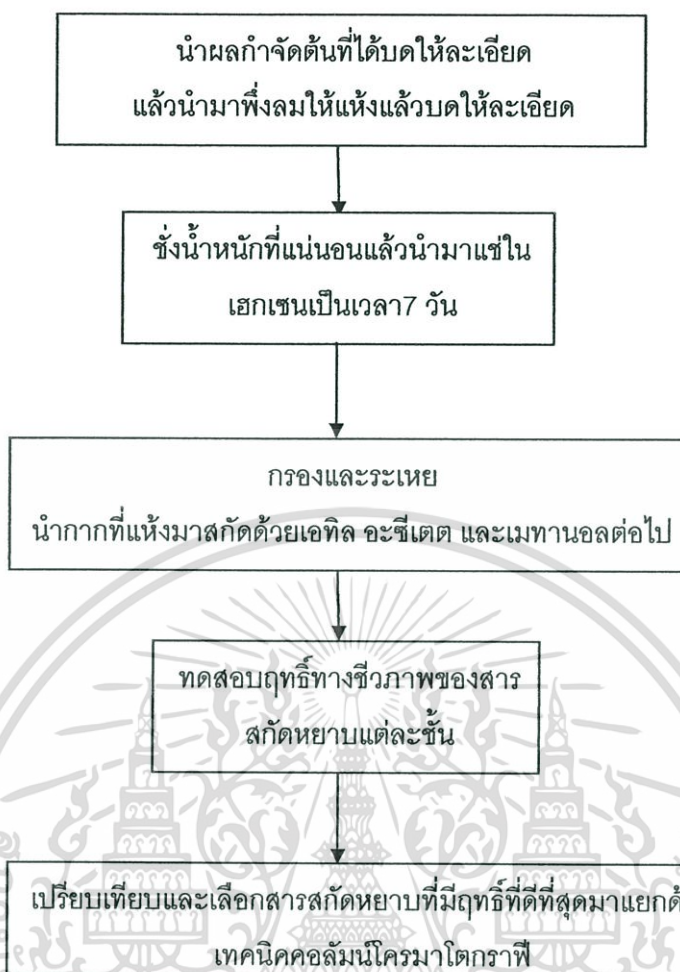 นำผลกำจัดต้นที่ได้บดให้ละเอียด
แล้วนำมาพึ่งลมให้แห้งแล้วบดให้ละเอียด
ชั่งน้ำหนักที่แน่นอนแล้วนำมาแช่ใน
เฮกเซนเป็นเวลา7 วัน
กรองและระเหย
นำกากที่แห้งมาสกัดด้วยเอทิล อะซีเตต และเมทานอลต่อไป
ทดสอบฤทธิ์ทางชีวภาพของสาร
สกัดหยาบแต่ละชั้น
เปรียบเทียบและเลือกสารสกัดหยาบที่มีฤทธิ์ที่ดีที่สุดมาแยกด้
เทคนิคคอลัมน์โครมาโตกราฟี